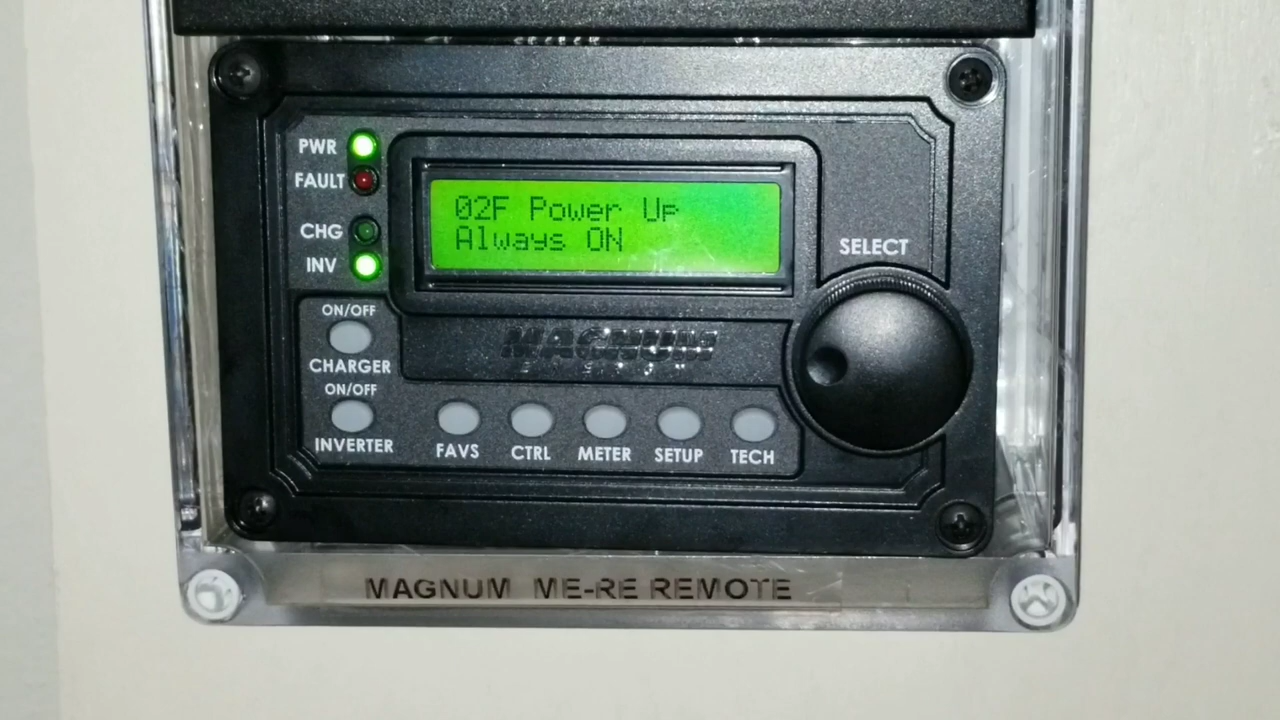 PWR
FAULT
CHG
INV
02F Power Up
Always ON
SELECT
ON/OFF
CHARGER
ON/OFF
INVERTER
MAGNUM
FAVS
CTRL
METER
SETUP
TECH
MAGNUM ME-RE REMOTE